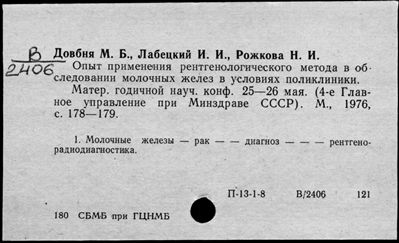 В
2406
Довбня М. Б., Лабецкий И. И., Рожкова Н. И.
Опыт применения рентгенологического метода в об-
следовании молочных желез в условиях поликлиники.
Матер. годичной науч. конф. 25—26 мая. (4-е Глав-
ное управление при Минздраве СССР). М., 1976,
с. 178—179.
1. Молочные железы — рак — — диагноз — — — рентгено-
радиодиагностика.
П-13-1-8 В/2406 121
180 СБМБ при ГЦНМБ